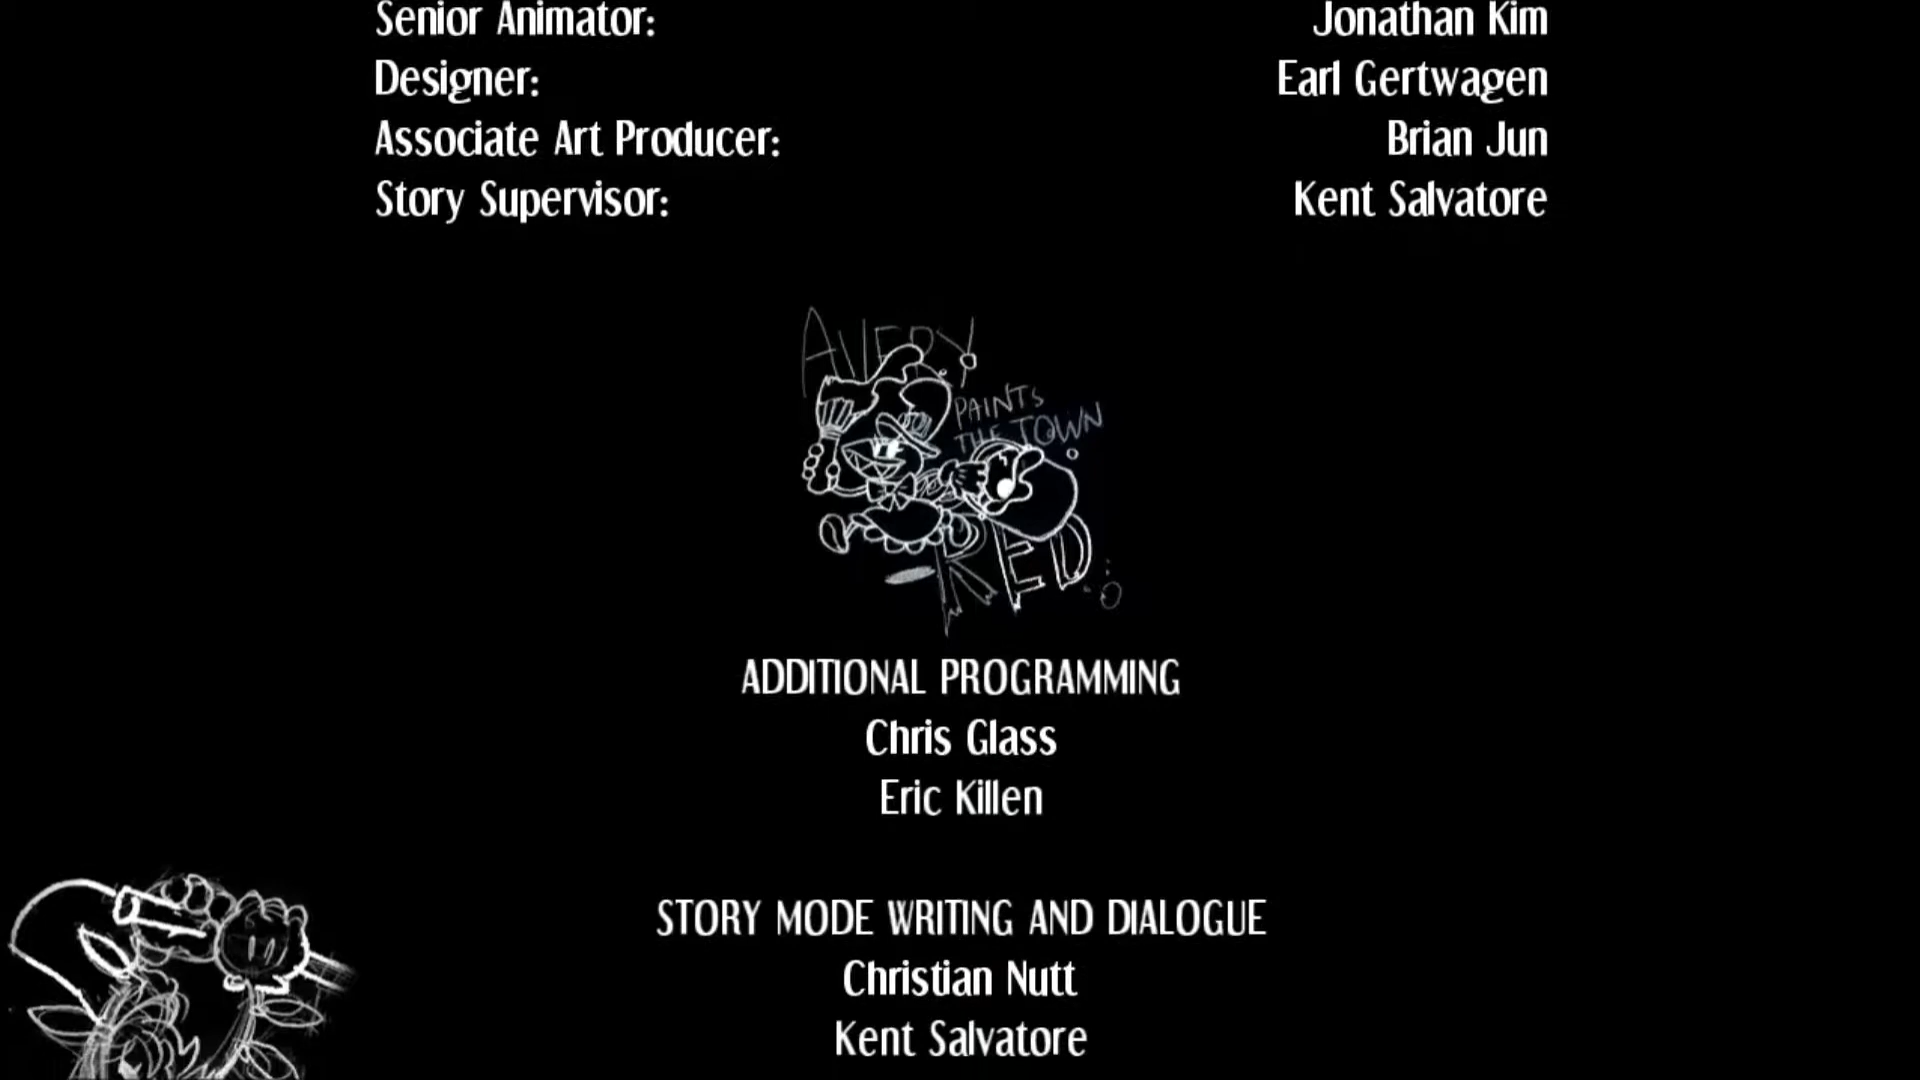 Senior Animator: Jonathan Kim
Designer: Earl Gertwagen
Associate Art Producer: Brian Jun
Story Supervisor: Kent Salvatore
AVERY
PAINTS
THE TOWN
RED
ADDITIONAL PROGRAMMING
Chris Glass
Eric Killen
STORY MODE WRITING AND DIALOGUE
Christian Nutt
Kent Salvatore